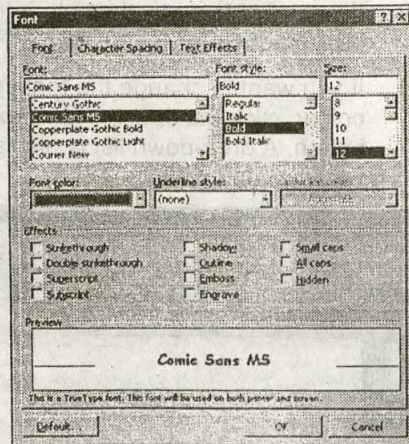 Font
Font Character Spacing Text Effects
Font: Font style: Size:
Comic Sans MS Bold 12
Century Gothic Regular 8
Comic Sans MS Italic 9
Copperplate Gothic Bold Bold 10
Copperplate Gothic Light Bold Italic 11
Courier New 12
Font color: Underline style:
(none)
Effects
Strikethrough Shadow Small caps
Double strikethrough Outline All caps
Superscript Emboss Hidden
Subscript Engrave
Preview
Comic Sans MS
This is a TrueType font. This font will be used on both printer and screen.
Default... OK Cancel